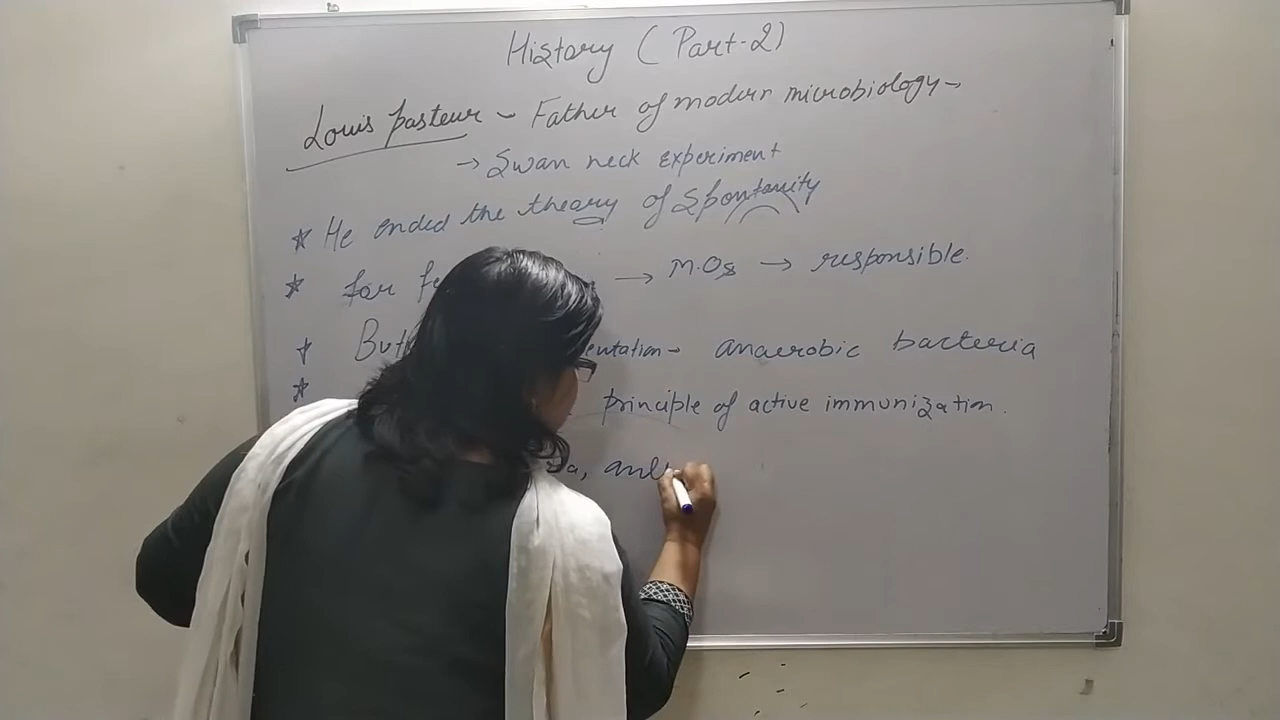 History (Part-2)
Louis pasteur - Father of modern microbiology -
→ Swan neck experiment
* He ended the theory of Spontanity
* for fe → M.Os → responsible.
But entation - anaerobic bacteria
* principle of active immunization.
a, anth